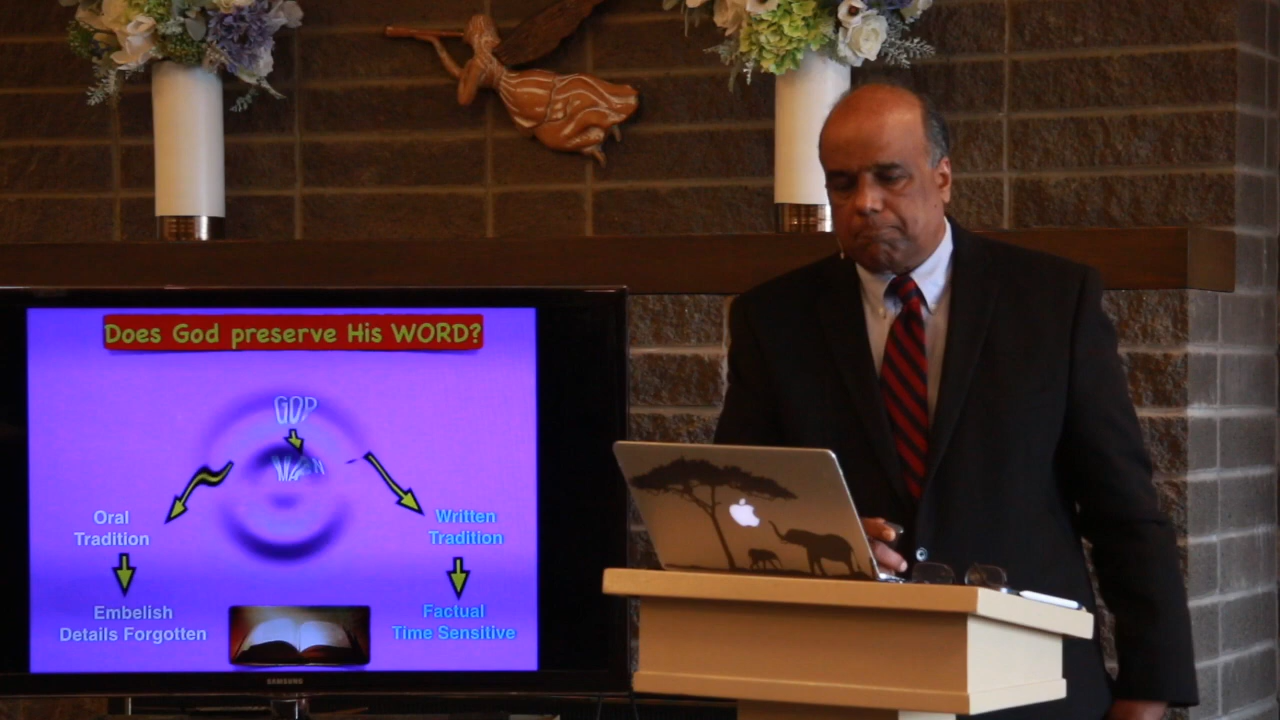 Does God preserve His WORD?
GOD
MAN
Oral
Tradition
Written
Tradition
Embelish
Details Forgotten
Factual
Time Sensitive
SAMSUNG